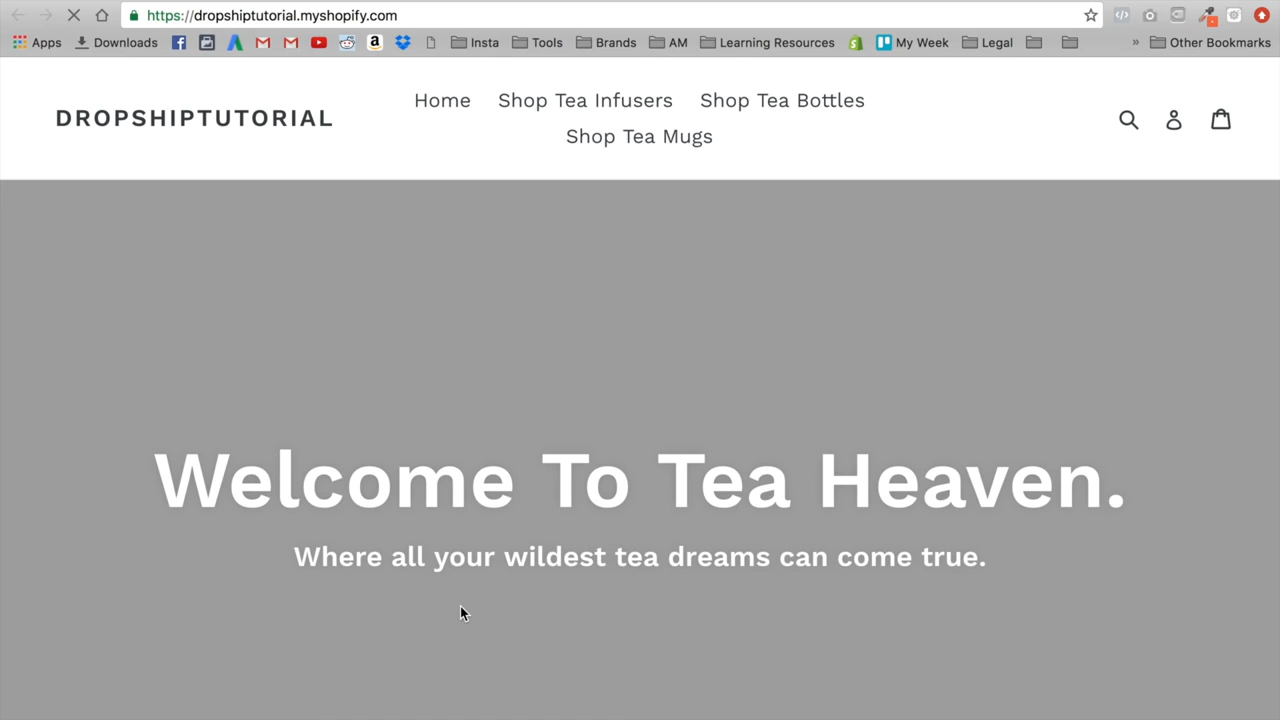 https://dropshiptutorial.myshopify.com
Apps Downloads Insta Tools Brands AM Learning Resources My Week Legal » Other Bookmarks
DROPSHIPTUTORIAL
Home Shop Tea Infusers Shop Tea Bottles
Shop Tea Mugs
Welcome To Tea Heaven.
Where all your wildest tea dreams can come true.